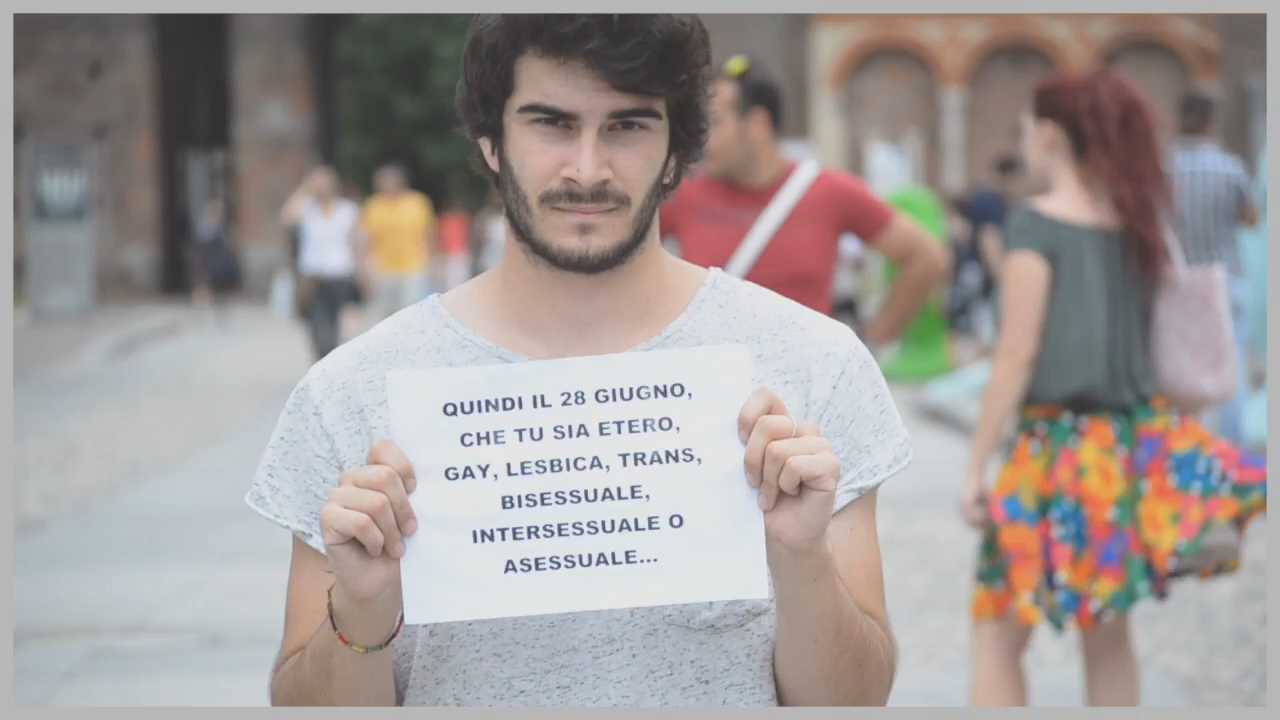 QUINDI IL 28 GIUGNO,
CHE TU SIA ETERO,
GAY, LESBICA, TRANS,
BISESSUALE,
INTERSESSUALE O
ASESSUALE...